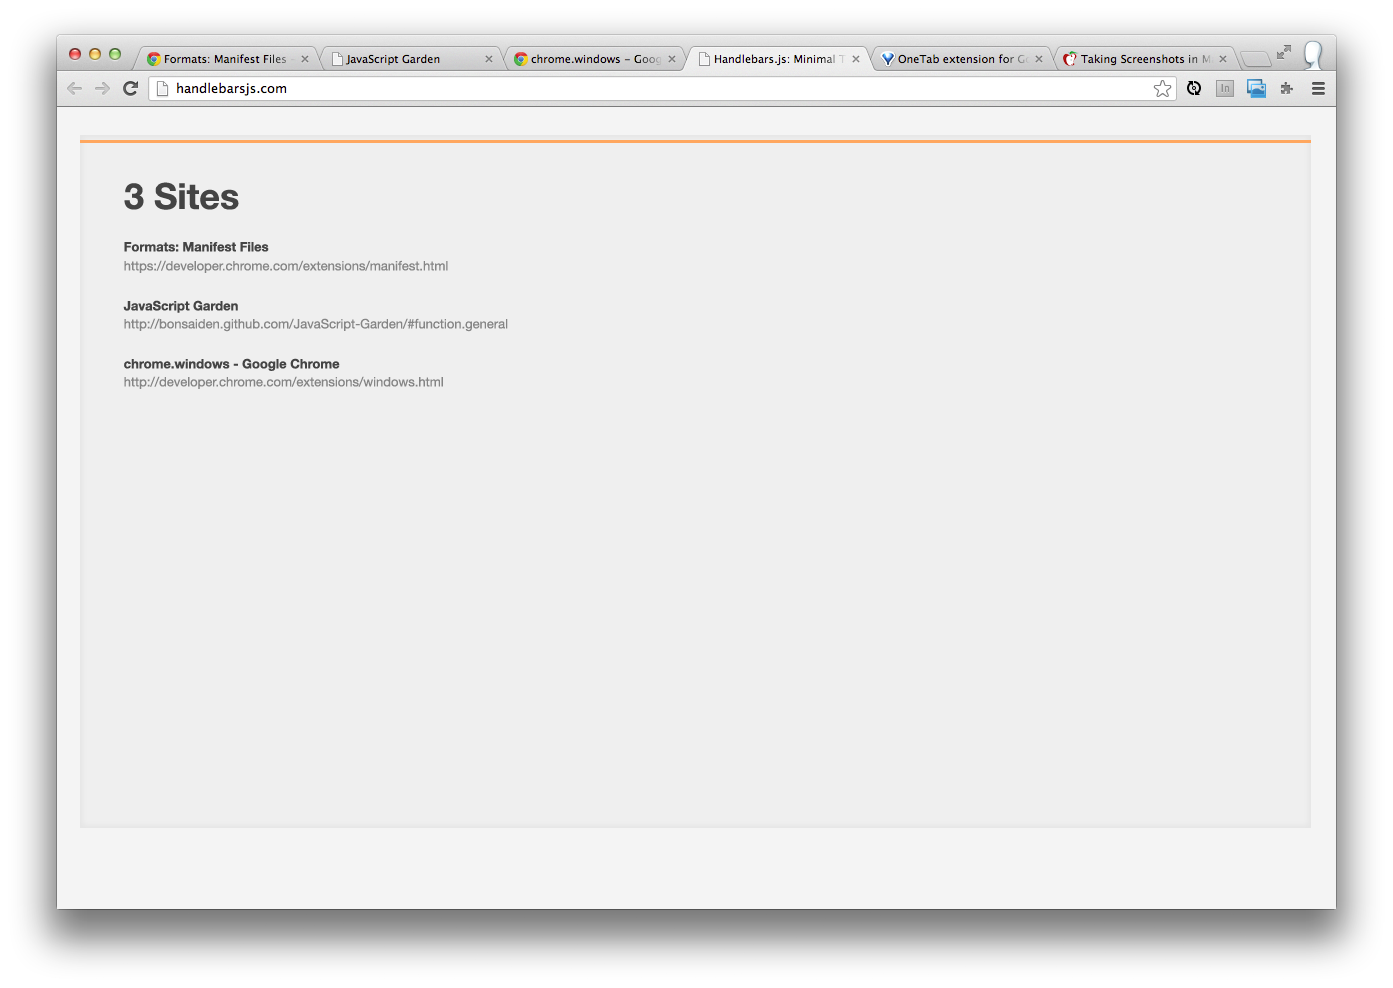 Formats: Manifest Files
JavaScript Garden
chrome.windows - Goog
Handlebars.js: Minimal T
OneTab extension for Go
Taking Screenshots in M
handlebarsjs.com
In
3 Sites
Formats: Manifest Files
https://developer.chrome.com/extensions/manifest.html
JavaScript Garden
http://bonsaiden.github.com/JavaScript-Garden/#function.general
chrome.windows - Google Chrome
http://developer.chrome.com/extensions/windows.html